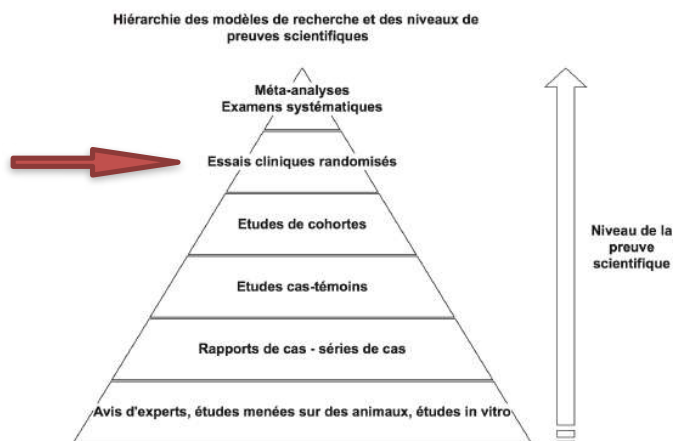 Hiérarchie des modèles de recherche et des niveaux de
preuves scientifiques
Méta-analyses
Examens systématiques
Essais cliniques randomisés
Etudes de cohortes
Etudes cas-témoins
Rapports de cas - séries de cas
Avis d'experts, études menées sur des animaux, études in vitro
Niveau de la
preuve
scientifique